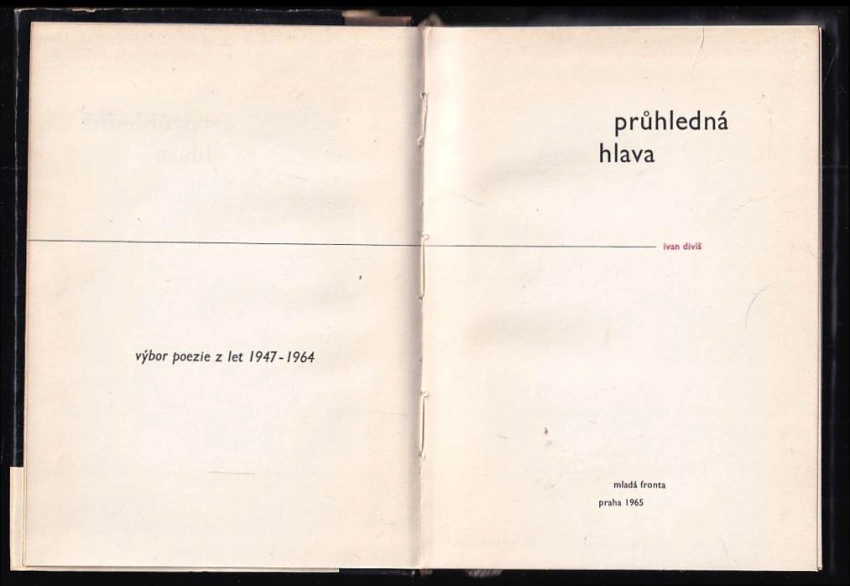 výbor poezie z let 1947-1964
průhledná
hlava
ivan diviš
mladá fronta
praha 1965